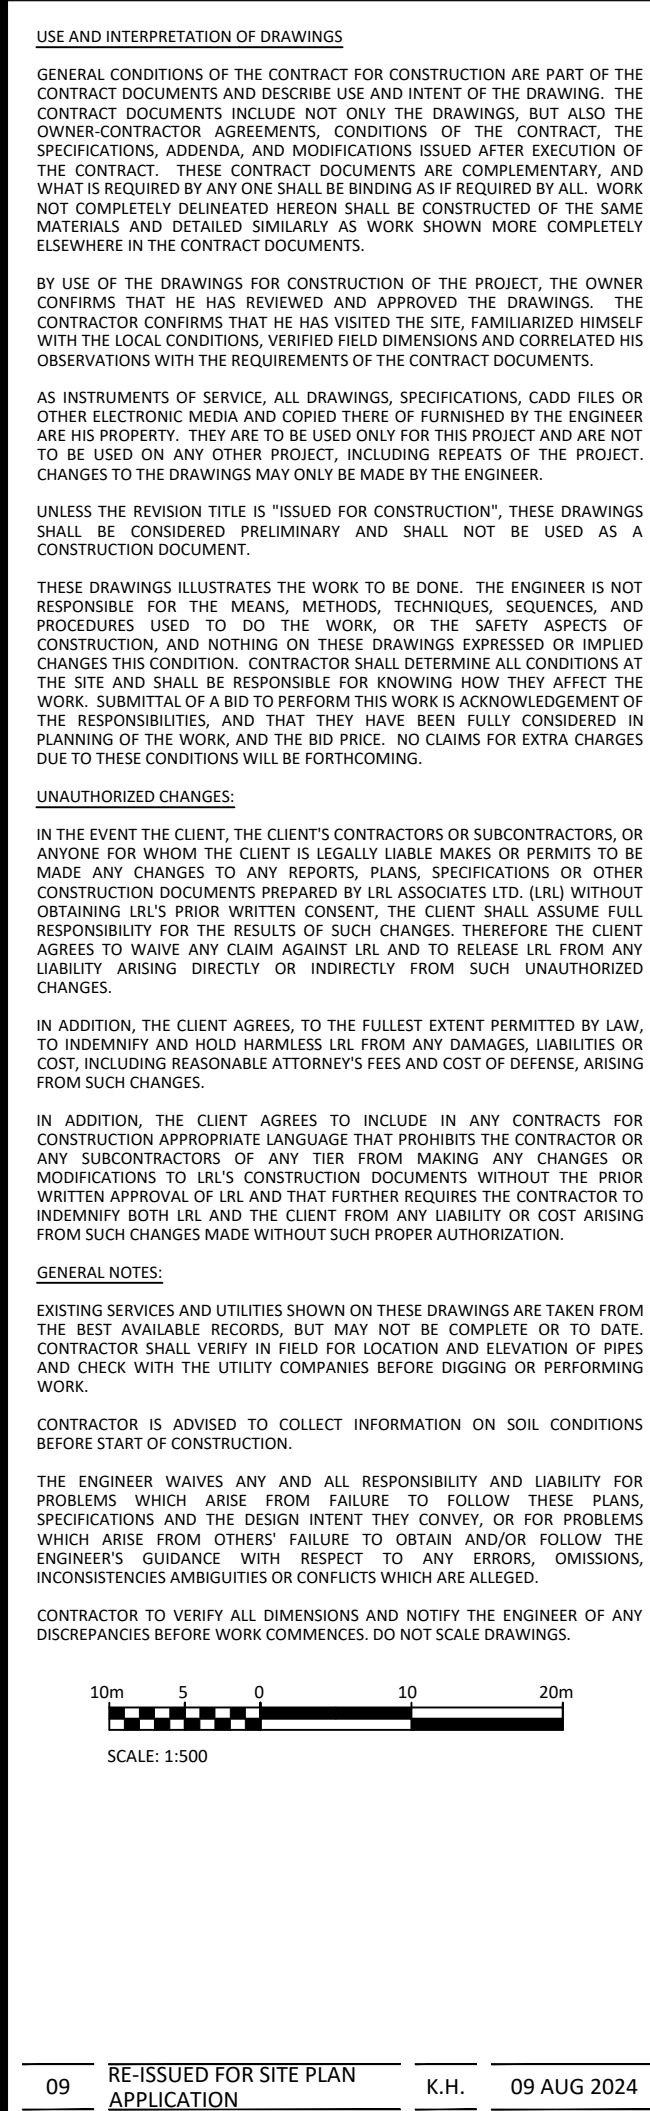 USE AND INTERPRETATION OF DRAWINGS
GENERAL CONDITIONS OF THE CONTRACT FOR CONSTRUCTION ARE PART OF THE
CONTRACT DOCUMENTS AND DESCRIBE USE AND INTENT OF THE DRAWING. THE
CONTRACT DOCUMENTS INCLUDE NOT ONLY THE DRAWINGS, BUT ALSO THE
OWNER-CONTRACTOR AGREEMENTS, CONDITIONS OF THE CONTRACT, THE
SPECIFICATIONS, ADDENDA, AND MODIFICATIONS ISSUED AFTER EXECUTION OF
THE CONTRACT. THESE CONTRACT DOCUMENTS ARE COMPLEMENTARY, AND
WHAT IS REQUIRED BY ANY ONE SHALL BE BINDING AS IF REQUIRED BY ALL. WORK
NOT COMPLETELY DELINEATED HEREON SHALL BE CONSTRUCTED OF THE SAME
MATERIALS AND DETAILED SIMILARLY AS WORK SHOWN MORE COMPLETELY
ELSEWHERE IN THE CONTRACT DOCUMENTS.
BY USE OF THE DRAWINGS FOR CONSTRUCTION OF THE PROJECT, THE OWNER
CONFIRMS THAT HE HAS REVIEWED AND APPROVED THE DRAWINGS. THE
CONTRACTOR CONFIRMS THAT HE HAS VISITED THE SITE, FAMILIARIZED HIMSELF
WITH THE LOCAL CONDITIONS, VERIFIED FIELD DIMENSIONS AND CORRELATED HIS
OBSERVATIONS WITH THE REQUIREMENTS OF THE CONTRACT DOCUMENTS.
AS INSTRUMENTS OF SERVICE, ALL DRAWINGS, SPECIFICATIONS, CADD FILES OR
OTHER ELECTRONIC MEDIA AND COPIED THERE OF FURNISHED BY THE ENGINEER
ARE HIS PROPERTY. THEY ARE TO BE USED ONLY FOR THIS PROJECT AND ARE NOT
TO BE USED ON ANY OTHER PROJECT, INCLUDING REPEATS OF THE PROJECT.
CHANGES TO THE DRAWINGS MAY ONLY BE MADE BY THE ENGINEER.
UNLESS THE REVISION TITLE IS "ISSUED FOR CONSTRUCTION", THESE DRAWINGS
SHALL BE CONSIDERED PRELIMINARY AND SHALL NOT BE USED AS A
CONSTRUCTION DOCUMENT.
THESE DRAWINGS ILLUSTRATES THE WORK TO BE DONE. THE ENGINEER IS NOT
RESPONSIBLE FOR THE MEANS, METHODS, TECHNIQUES, SEQUENCES, AND
PROCEDURES USED TO DO THE WORK, OR THE SAFETY ASPECTS OF
CONSTRUCTION, AND NOTHING ON THESE DRAWINGS EXPRESSED OR IMPLIED
CHANGES THIS CONDITION. CONTRACTOR SHALL DETERMINE ALL CONDITIONS AT
THE SITE AND SHALL BE RESPONSIBLE FOR KNOWING HOW THEY AFFECT THE
WORK. SUBMITTAL OF A BID TO PERFORM THIS WORK IS ACKNOWLEDGEMENT OF
THE RESPONSIBILITIES, AND THAT THEY HAVE BEEN FULLY CONSIDERED IN
PLANNING OF THE WORK, AND THE BID PRICE. NO CLAIMS FOR EXTRA CHARGES
DUE TO THESE CONDITIONS WILL BE FORTHCOMING.
UNAUTHORIZED CHANGES:
IN THE EVENT THE CLIENT, THE CLIENT'S CONTRACTORS OR SUBCONTRACTORS, OR
ANYONE FOR WHOM THE CLIENT IS LEGALLY LIABLE MAKES OR PERMITS TO BE
MADE ANY CHANGES TO ANY REPORTS, PLANS, SPECIFICATIONS OR OTHER
CONSTRUCTION DOCUMENTS PREPARED BY LRL ASSOCIATES LTD. (LRL) WITHOUT
OBTAINING LRL'S PRIOR WRITTEN CONSENT, THE CLIENT SHALL ASSUME FULL
RESPONSIBILITY FOR THE RESULTS OF SUCH CHANGES. THEREFORE THE CLIENT
AGREES TO WAIVE ANY CLAIM AGAINST LRL AND TO RELEASE LRL FROM ANY
LIABILITY ARISING DIRECTLY OR INDIRECTLY FROM SUCH UNAUTHORIZED
CHANGES.
IN ADDITION, THE CLIENT AGREES, TO THE FULLEST EXTENT PERMITTED BY LAW,
TO INDEMNIFY AND HOLD HARMLESS LRL FROM ANY DAMAGES, LIABILITIES OR
COST, INCLUDING REASONABLE ATTORNEY'S FEES AND COST OF DEFENSE, ARISING
FROM SUCH CHANGES.
IN ADDITION, THE CLIENT AGREES TO INCLUDE IN ANY CONTRACTS FOR
CONSTRUCTION APPROPRIATE LANGUAGE THAT PROHIBITS THE CONTRACTOR OR
ANY SUBCONTRACTORS OF ANY TIER FROM MAKING ANY CHANGES OR
MODIFICATIONS TO LRL'S CONSTRUCTION DOCUMENTS WITHOUT THE PRIOR
WRITTEN APPROVAL OF LRL AND THAT FURTHER REQUIRES THE CONTRACTOR TO
INDEMNIFY BOTH LRL AND THE CLIENT FROM ANY LIABILITY OR COST ARISING
FROM SUCH CHANGES MADE WITHOUT SUCH PROPER AUTHORIZATION.
GENERAL NOTES:
EXISTING SERVICES AND UTILITIES SHOWN ON THESE DRAWINGS ARE TAKEN FROM
THE BEST AVAILABLE RECORDS, BUT MAY NOT BE COMPLETE OR TO DATE.
CONTRACTOR SHALL VERIFY IN FIELD FOR LOCATION AND ELEVATION OF PIPES
AND CHECK WITH THE UTILITY COMPANIES BEFORE DIGGING OR PERFORMING
WORK.
CONTRACTOR IS ADVISED TO COLLECT INFORMATION ON SOIL CONDITIONS
BEFORE START OF CONSTRUCTION.
THE ENGINEER WAIVES ANY AND ALL RESPONSIBILITY AND LIABILITY FOR
PROBLEMS WHICH ARISE FROM FAILURE TO FOLLOW THESE PLANS,
SPECIFICATIONS AND THE DESIGN INTENT THEY CONVEY, OR FOR PROBLEMS
WHICH ARISE FROM OTHERS' FAILURE TO OBTAIN AND/OR FOLLOW THE
ENGINEER'S GUIDANCE WITH RESPECT TO ANY ERRORS, OMISSIONS,
INCONSISTENCIES AMBIGUITIES OR CONFLICTS WHICH ARE ALLEGED.
CONTRACTOR TO VERIFY ALL DIMENSIONS AND NOTIFY THE ENGINEER OF ANY
DISCREPANCIES BEFORE WORK COMMENCES. DO NOT SCALE DRAWINGS.
10m 5 0 10 20m
SCALE: 1:500
09 RE-ISSUED FOR SITE PLAN APPLICATION K.H. 09 AUG 2024